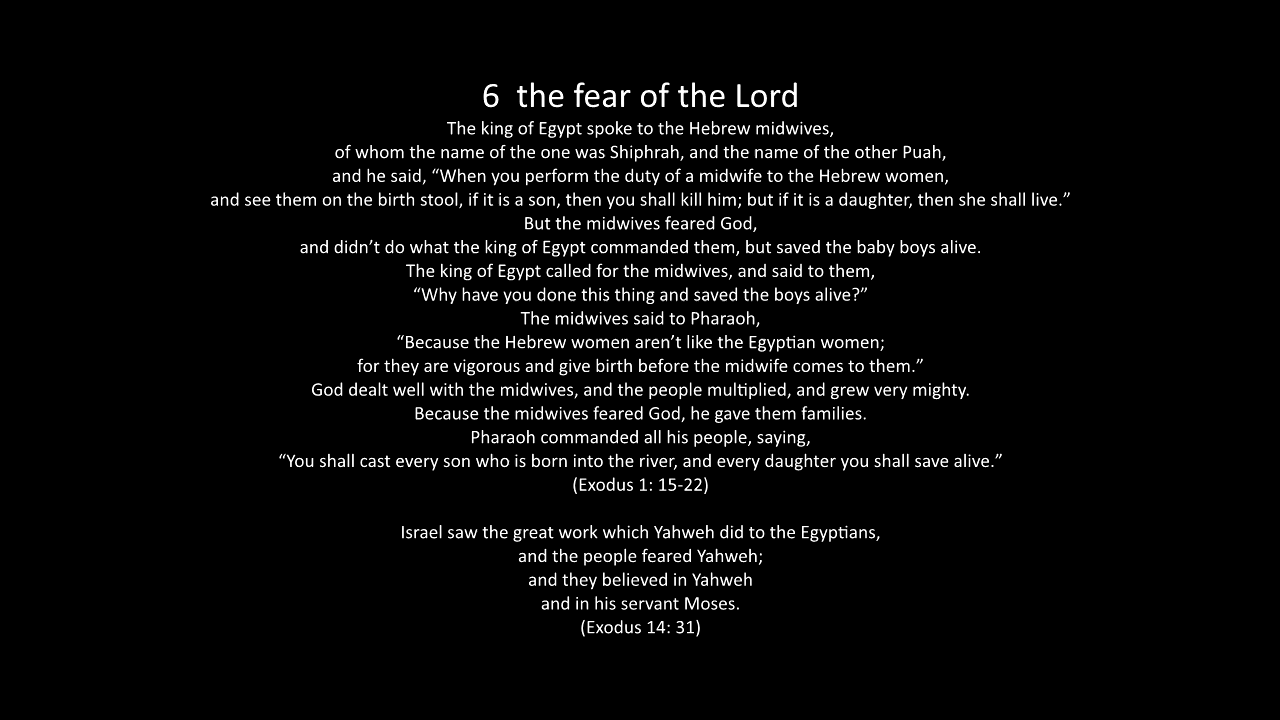 6  the fear of the Lord
The king of Egypt spoke to the Hebrew midwives,
of whom the name of the one was Shiphrah, and the name of the other Puah,
and he said, “When you perform the duty of a midwife to the Hebrew women,
and see them on the birth stool, if it is a son, then you shall kill him; but if it is a daughter, then she shall live.”
But the midwives feared God,
and didn’t do what the king of Egypt commanded them, but saved the baby boys alive.
The king of Egypt called for the midwives, and said to them,
“Why have you done this thing and saved the boys alive?”
The midwives said to Pharaoh,
“Because the Hebrew women aren’t like the Egyptian women;
for they are vigorous and give birth before the midwife comes to them.”
God dealt well with the midwives, and the people multiplied, and grew very mighty.
Because the midwives feared God, he gave them families.
Pharaoh commanded all his people, saying,
“You shall cast every son who is born into the river, and every daughter you shall save alive.”
(Exodus 1: 15-22)
Israel saw the great work which Yahweh did to the Egyptians,
and the people feared Yahweh;
and they believed in Yahweh
and in his servant Moses.
(Exodus 14: 31)